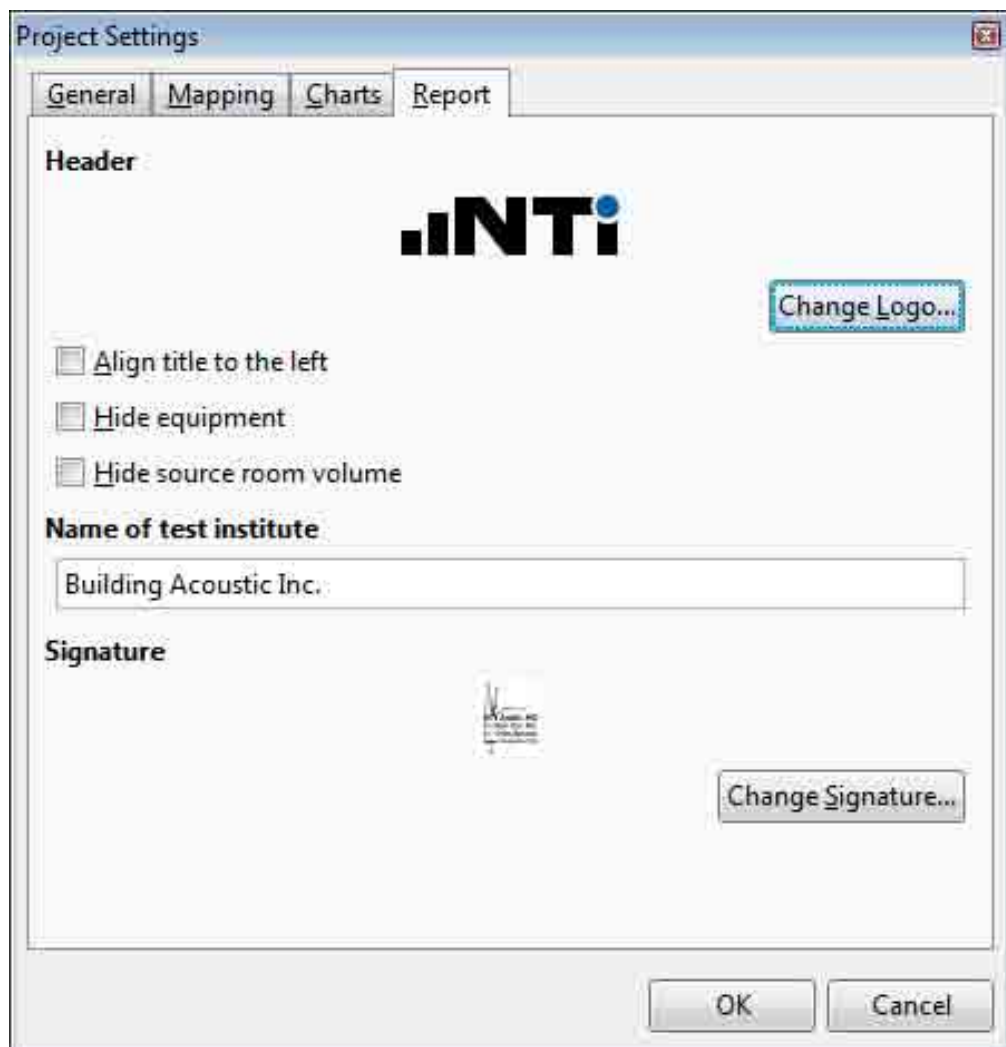 Project Settings
General Mapping Charts Report
Header
NTi
Change Logo...
Align title to the left
Hide equipment
Hide source room volume
Name of test institute
Building Acoustic Inc.
Signature
Change Signature...
OK Cancel